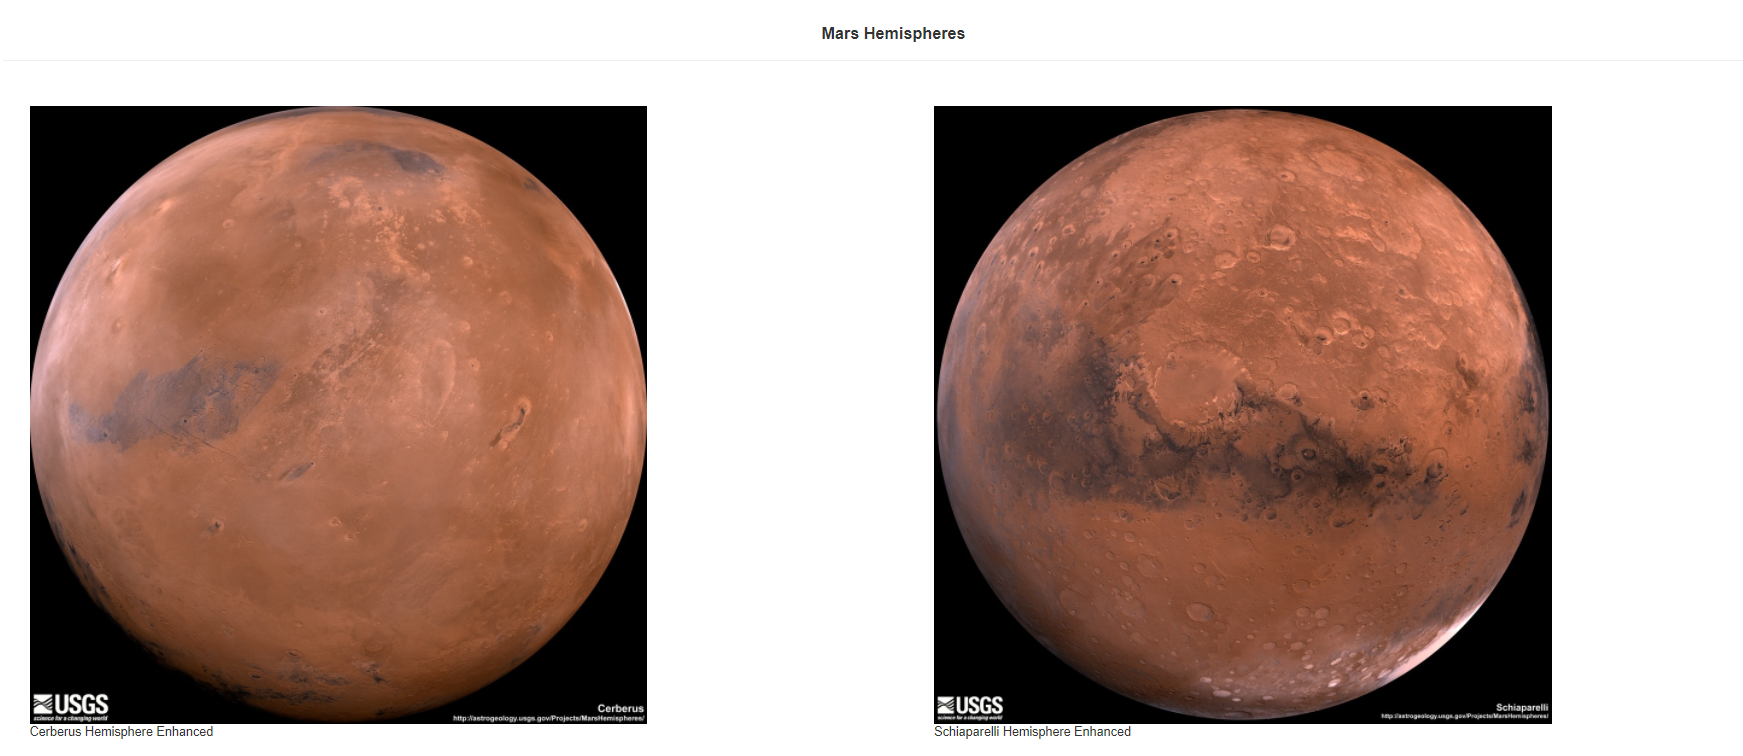 Mars Hemispheres
USGS
science for a changing world
Cerberus
http://astrogeology.usgs.gov/Projects/MarsHemispheres/
Cerberus Hemisphere Enhanced
USGS
science for a changing world
Schiaparelli
http://astrogeology.usgs.gov/Projects/MarsHemispheres/
Schiaparelli Hemisphere Enhanced